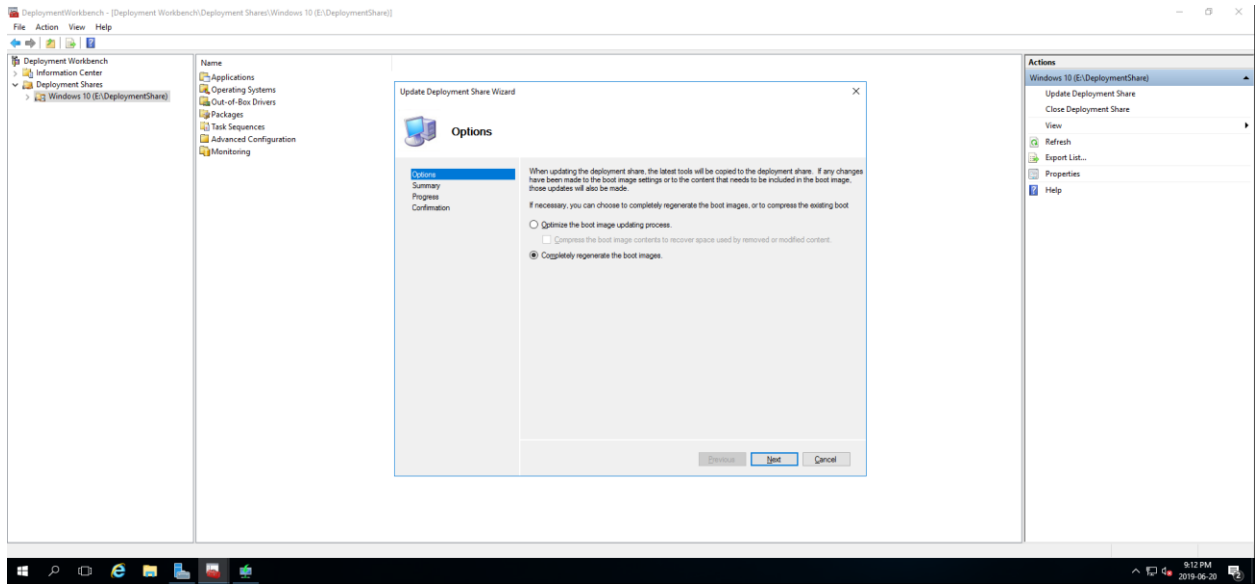 DeploymentWorkbench - [Deployment Workbench\Deployment Shares\Windows 10 (E:\DeploymentShare)]
File Action View Help
Deployment Workbench
Information Center
Deployment Shares
Windows 10 (E:\DeploymentShare)
Name
Applications
Operating Systems
Out-of-Box Drivers
Packages
Task Sequences
Advanced Configuration
Monitoring
Update Deployment Share Wizard
Options
Options
Summary
Progress
Confirmation
When updating the deployment share, the latest tools will be copied to the deployment share. If any changes
have been made to the boot image settings or to the content that needs to be included in the boot image,
those updates will also be made.
If necessary, you can choose to completely regenerate the boot images, or to compress the existing boot
Optimize the boot image updating process.
Compress the boot image contents to recover space used by removed or modified content.
Completely regenerate the boot images.
Previous Next Cancel
Actions
Windows 10 (E:\DeploymentShare)
Update Deployment Share
Close Deployment Share
View
Refresh
Export List...
Properties
Help
9:12 PM
2019-06-20